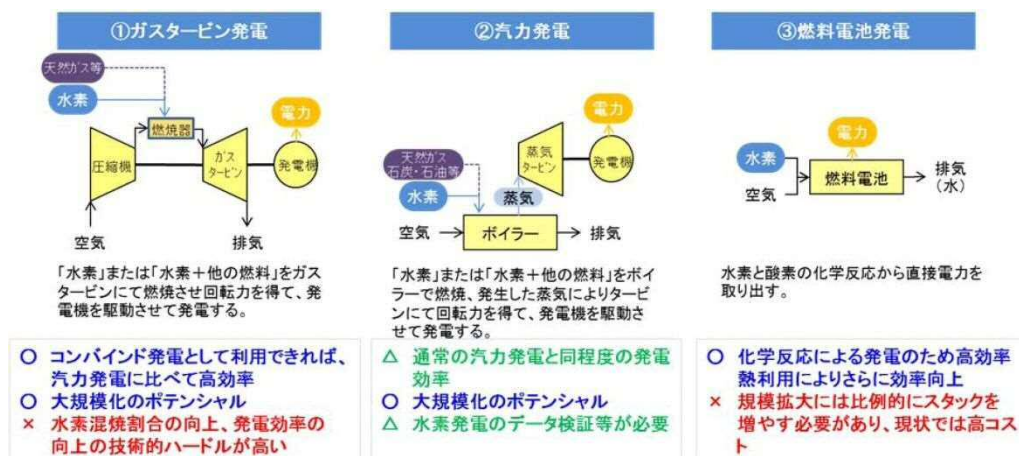 ①ガスタービン発電
天然ガス等
水素
燃焼器
電力
圧縮機
ガス
タービン
発電機
空気
排気
「水素」または「水素＋他の燃料」をガス
タービンにて燃焼させ回転力を得て、発
電機を駆動させて発電する。
○ コンバインド発電として利用できれば、
汽力発電に比べて高効率
○ 大規模化のポテンシャル
× 水素混焼割合の向上、発電効率の
向上の技術的ハードルが高い
②汽力発電
電力
天然ガス
石炭・石油等
水素
蒸気
タービン
発電機
蒸気
空気
ボイラー
排気
「水素」または「水素＋他の燃料」をボイ
ラーで燃焼、発生した蒸気によりタービ
ンにて回転力を得て、発電機を駆動さ
せて発電する。
△ 通常の汽力発電と同程度の発電
効率
○ 大規模化のポテンシャル
△ 水素発電のデータ検証等が必要
③燃料電池発電
電力
水素
空気
燃料電池
排気
（水）
水素と酸素の化学反応から直接電力を
取り出す。
○ 化学反応による発電のため高効率
熱利用によりさらに効率向上
× 規模拡大には比例的にスタックを
増やす必要があり、現状では高コス
ト